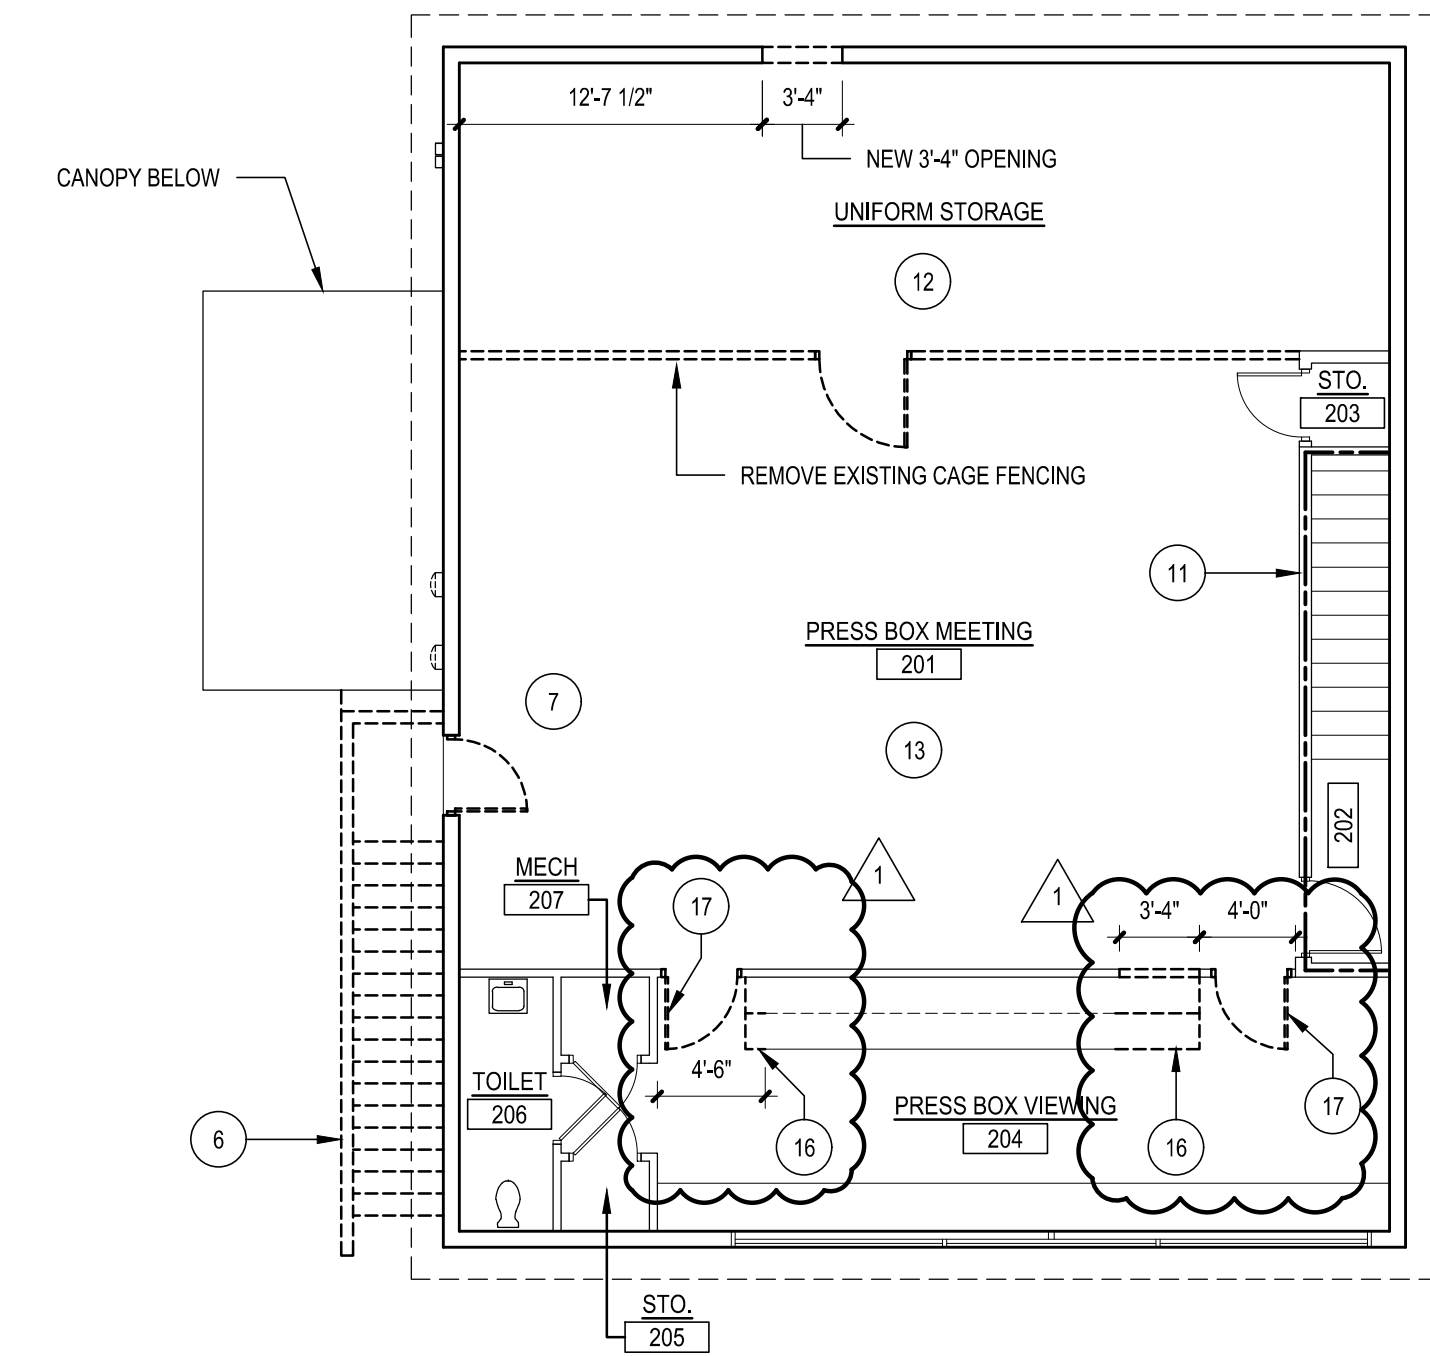 12'-7 1/2"
3'-4"
NEW 3'-4" OPENING
CANOPY BELOW
UNIFORM STORAGE
12
STO.
203
REMOVE EXISTING CAGE FENCING
11
PRESS BOX MEETING
201
7
13
202
MECH
207
1
1
17
3'-4"
4'-0"
4'-6"
TOILET
206
PRESS BOX VIEWING
204
17
6
16
16
STO.
205